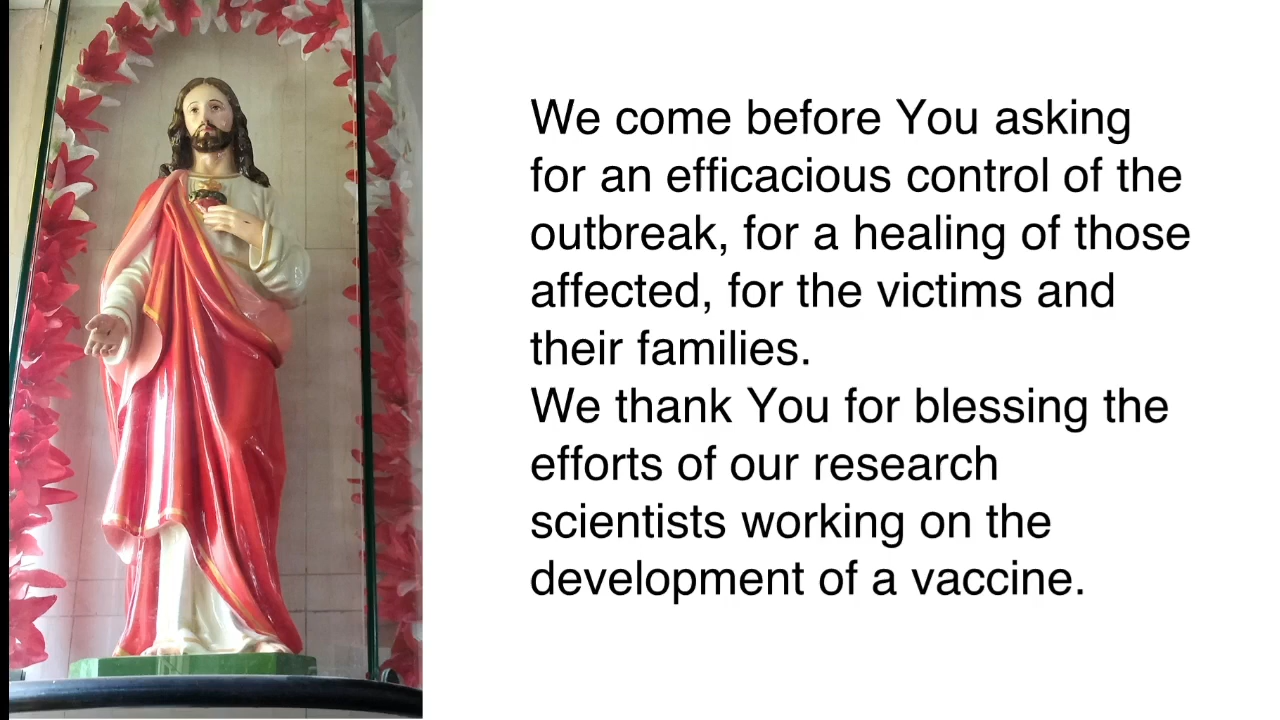 We come before You asking
for an efficacious control of the
outbreak, for a healing of those
affected, for the victims and
their families.
We thank You for blessing the
efforts of our research
scientists working on the
development of a vaccine.